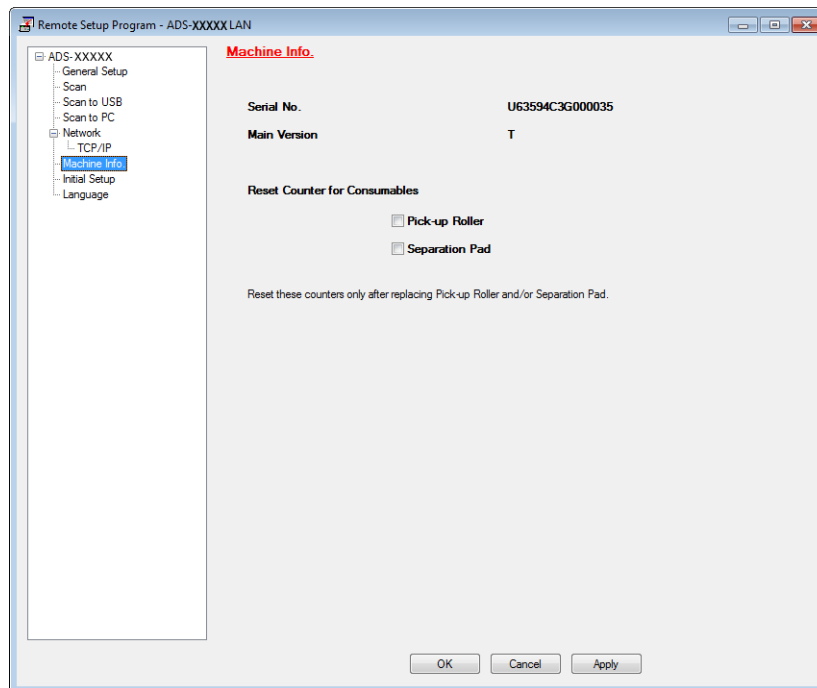 Remote Setup Program - ADS-XXXXX LAN
ADS-XXXXX
General Setup
Scan
Scan to USB
Scan to PC
Network
TCP/IP
Machine Info.
Initial Setup
Language
Machine Info.
Serial No. U63594C3G000035
Main Version T
Reset Counter for Consumables
Pick-up Roller
Separation Pad
Reset these counters only after replacing Pick-up Roller and/or Separation Pad.
OK Cancel Apply